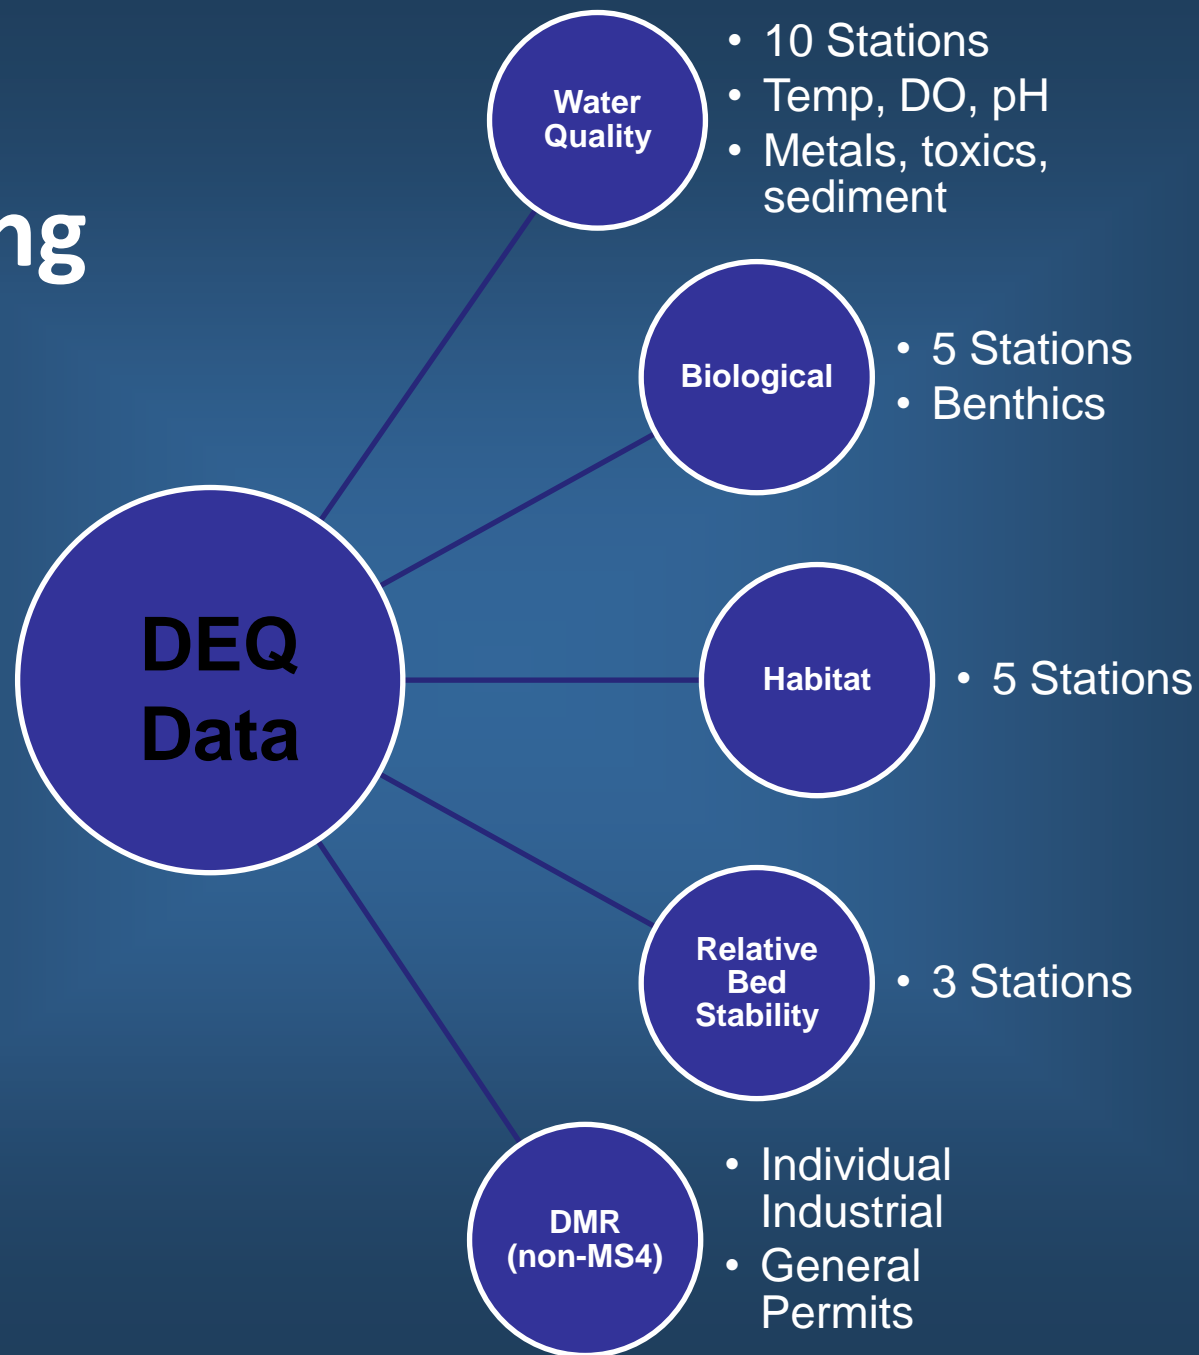 Water
Quality
• 10 Stations
• Temp, DO, pH
• Metals, toxics,
sediment
Biological
• 5 Stations
• Benthics
DEQ
Data
Habitat
• 5 Stations
Relative
Bed
Stability
• 3 Stations
DMR
(non-MS4)
• Individual
Industrial
• General
Permits